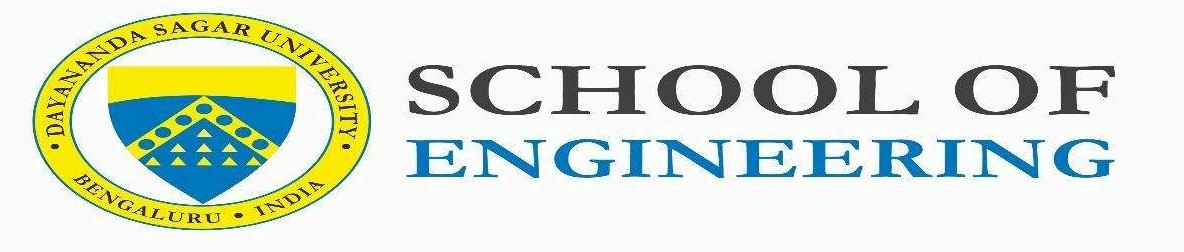 • DAYANANDA SAGAR UNIVERSITY •
BENGALURU • INDIA
SCHOOL OF
ENGINEERING